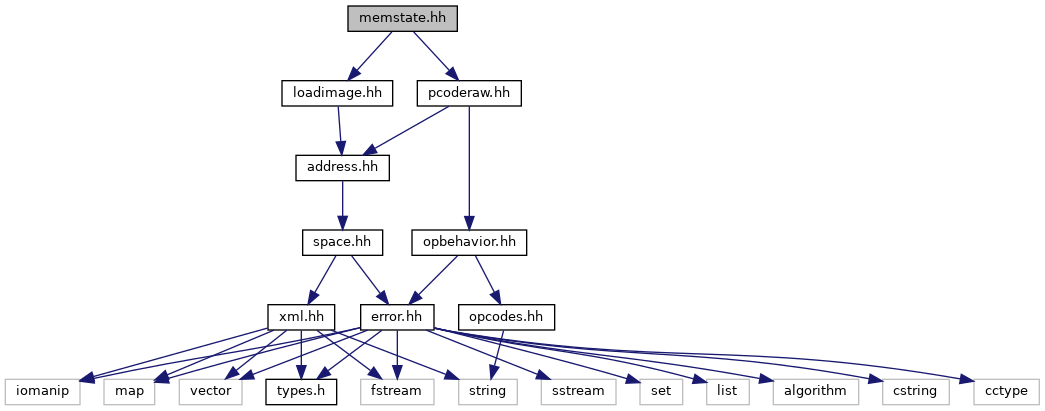 memstate.hh
loadimage.hh
pcoderaw.hh
address.hh
space.hh
opbehavior.hh
xml.hh
error.hh
opcodes.hh
iomanip
map
vector
types.h
fstream
string
sstream
set
list
algorithm
cstring
cctype